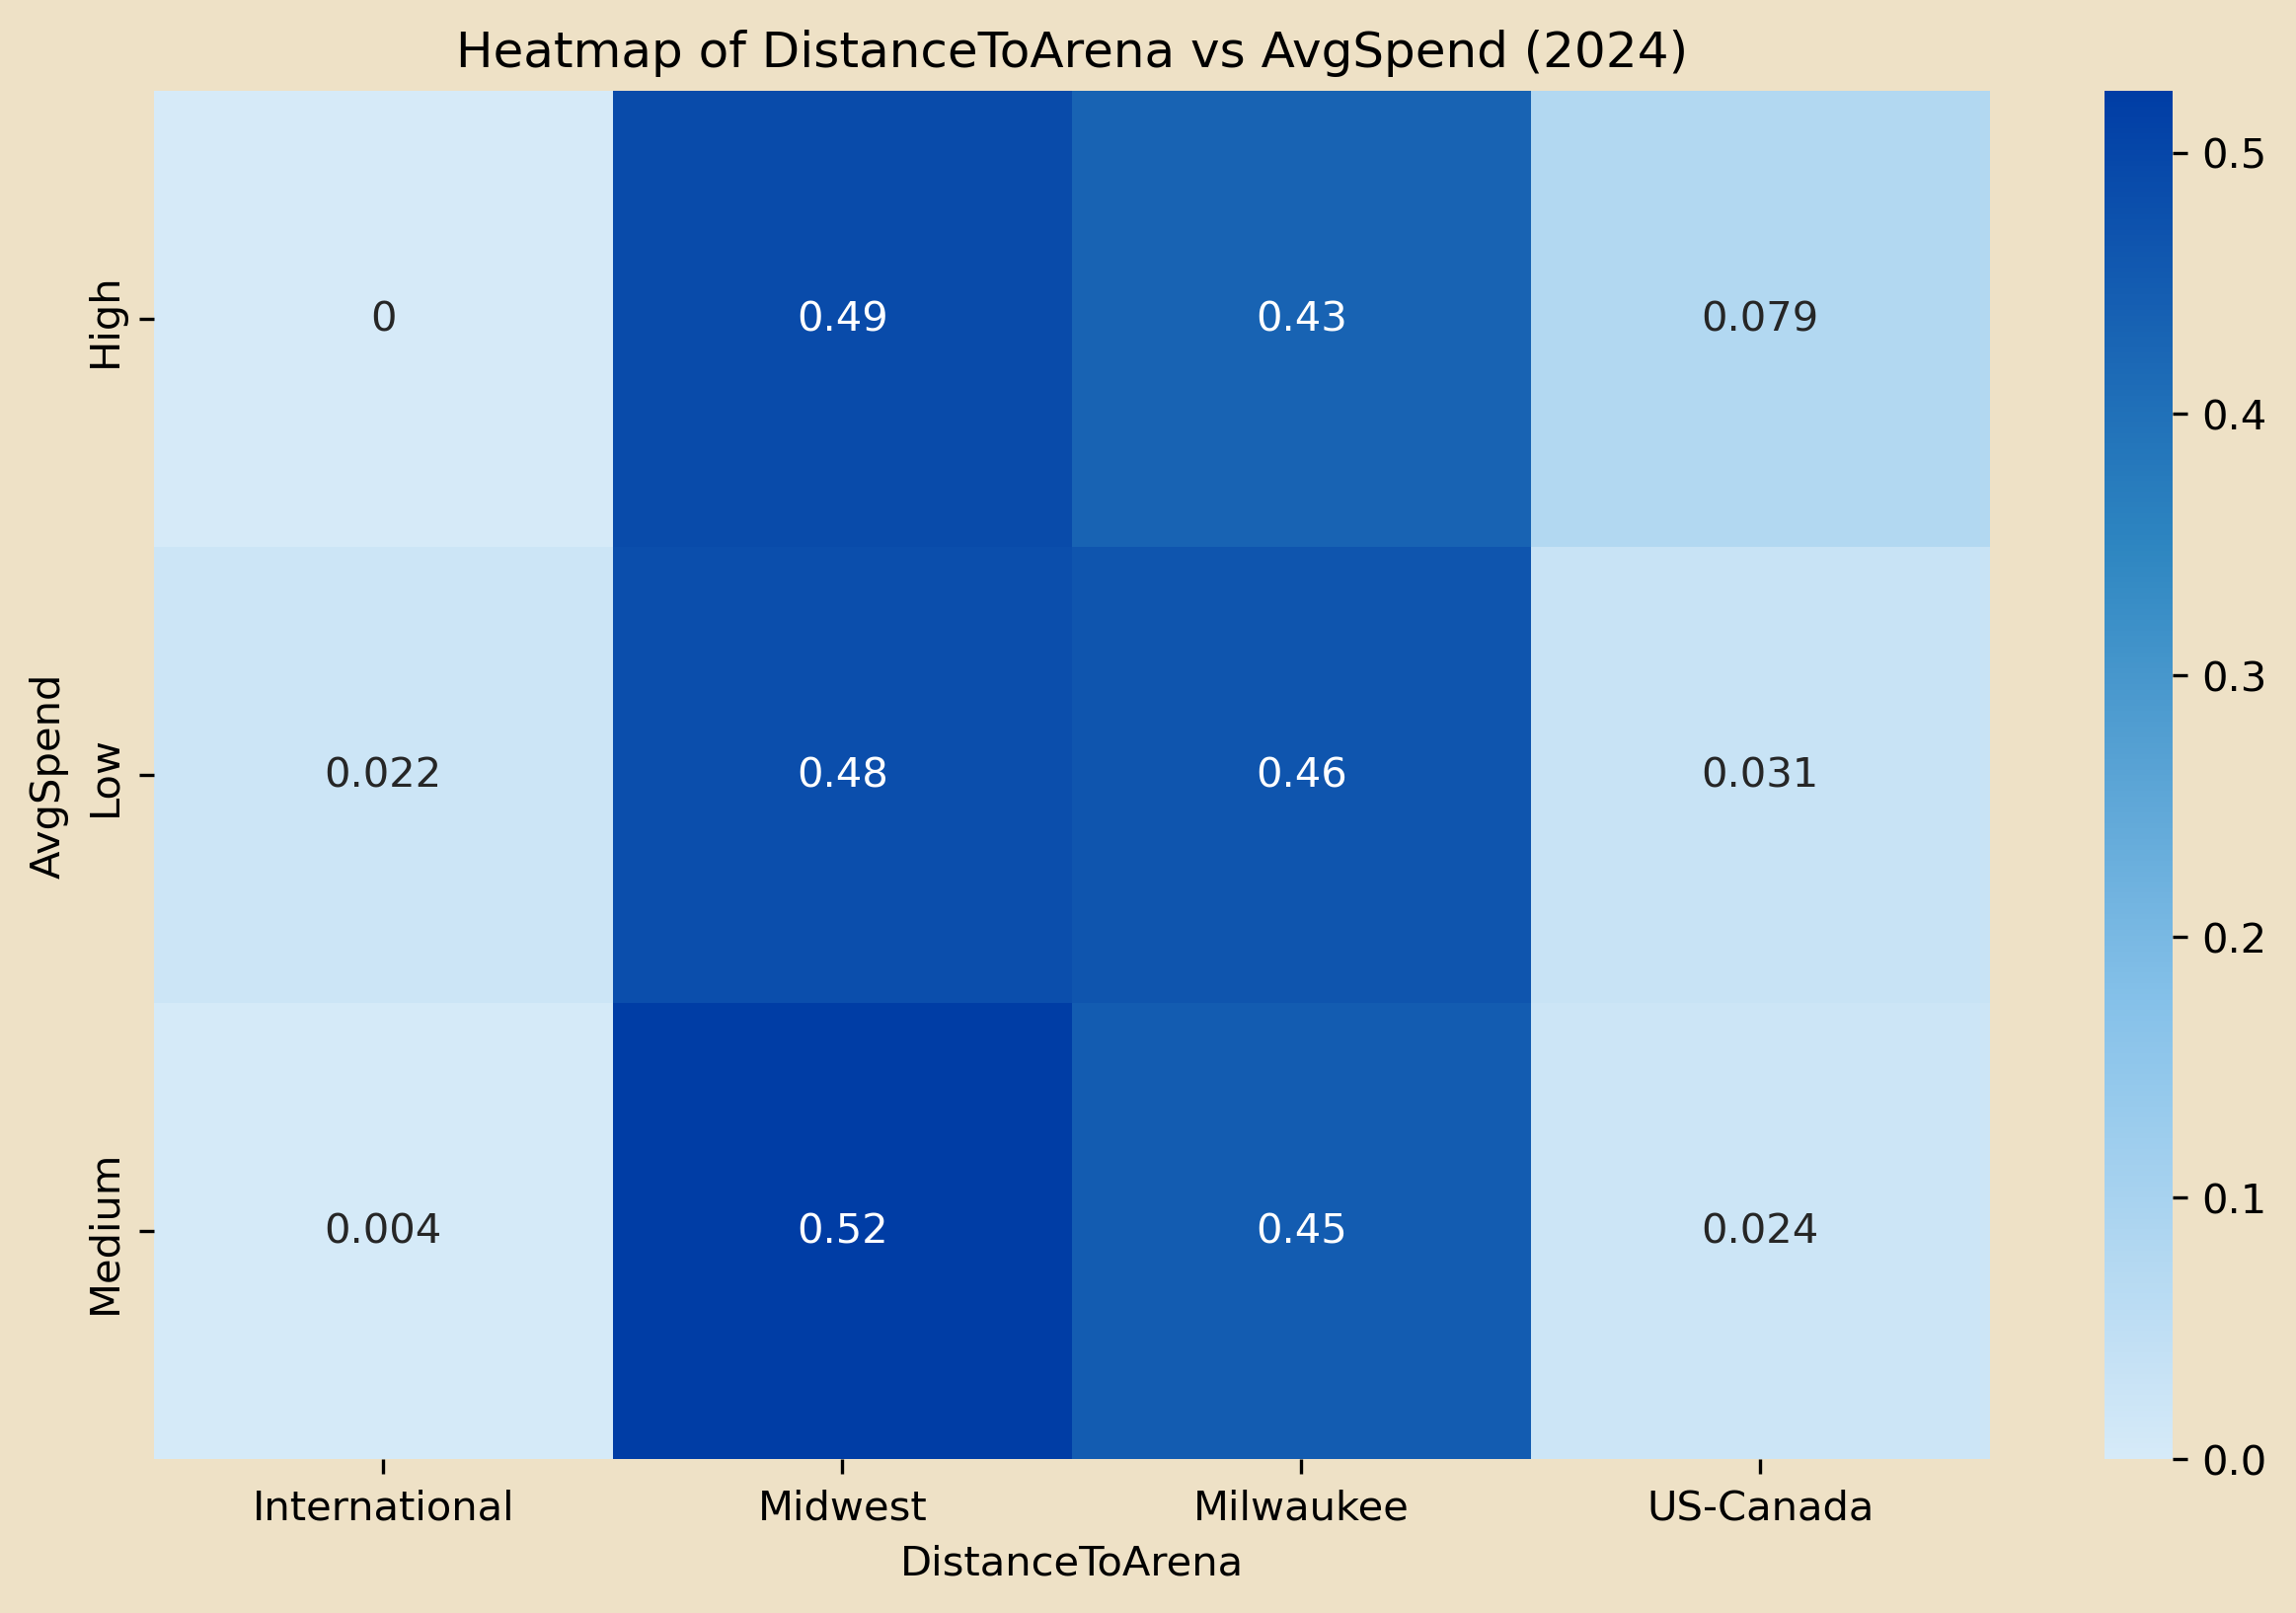 Heatmap of DistanceToArena vs AvgSpend (2024)
AvgSpend
High
0
0.49
0.43
0.079
Low
0.022
0.48
0.46
0.031
Medium
0.004
0.52
0.45
0.024
International
Midwest
Milwaukee
US-Canada
DistanceToArena
0.5
0.4
0.3
0.2
0.1
0.0